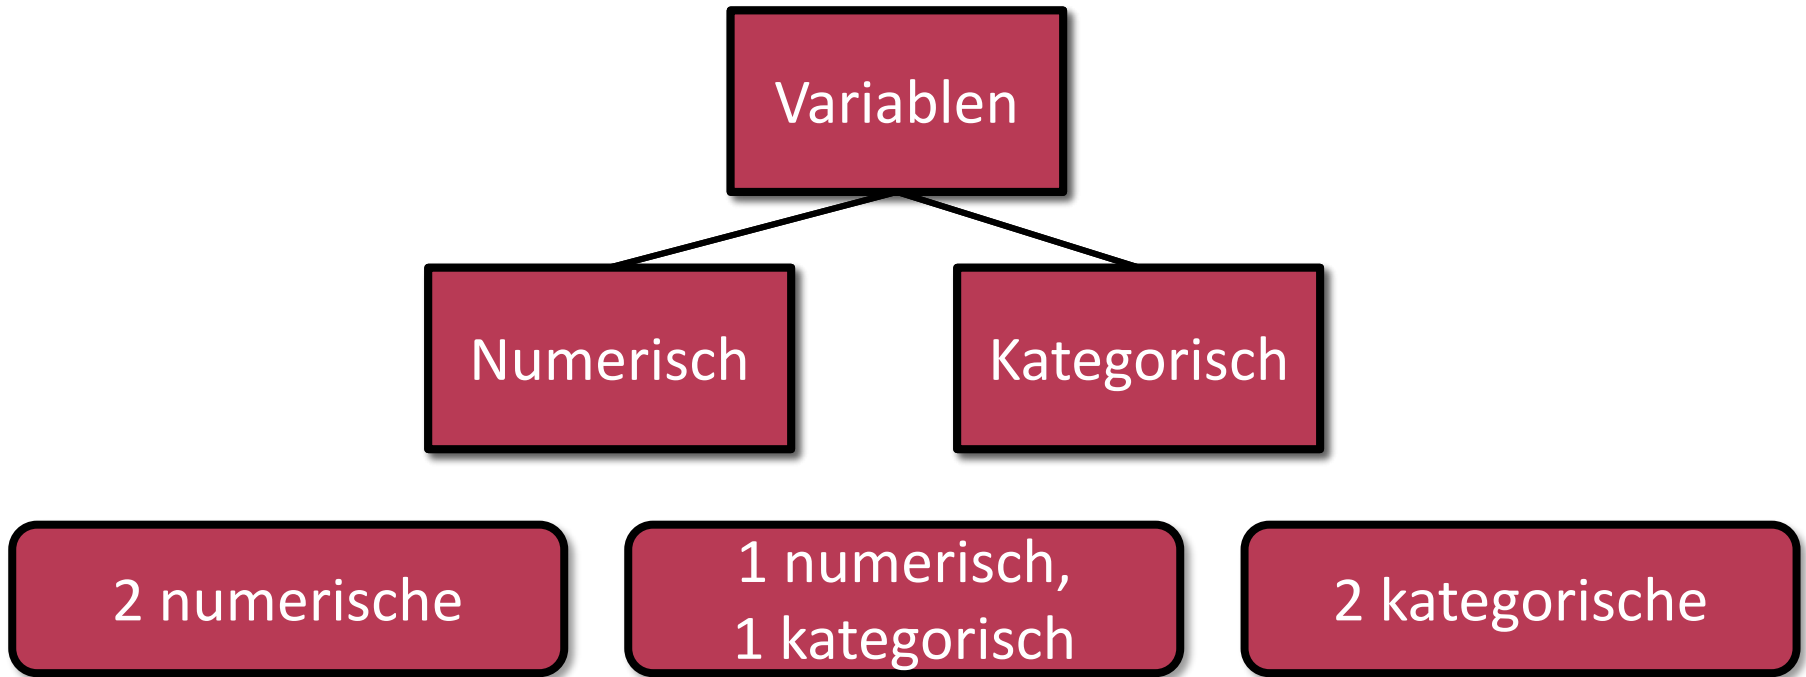 Variablen
Numerisch
Kategorisch
2 numerische
1 numerisch,
1 kategorisch
2 kategorische